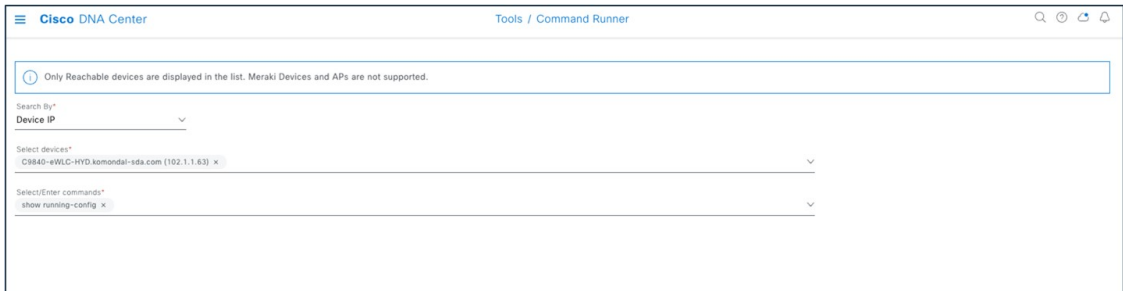 Cisco DNA Center
Tools / Command Runner
Only Reachable devices are displayed in the list. Meraki Devices and APs are not supported.
Search By*
Device IP
Select devices*
C9840-eWLC-HYD.komondal-sda.com (102.1.1.63) ×
Select/Enter commands*
show running-config ×